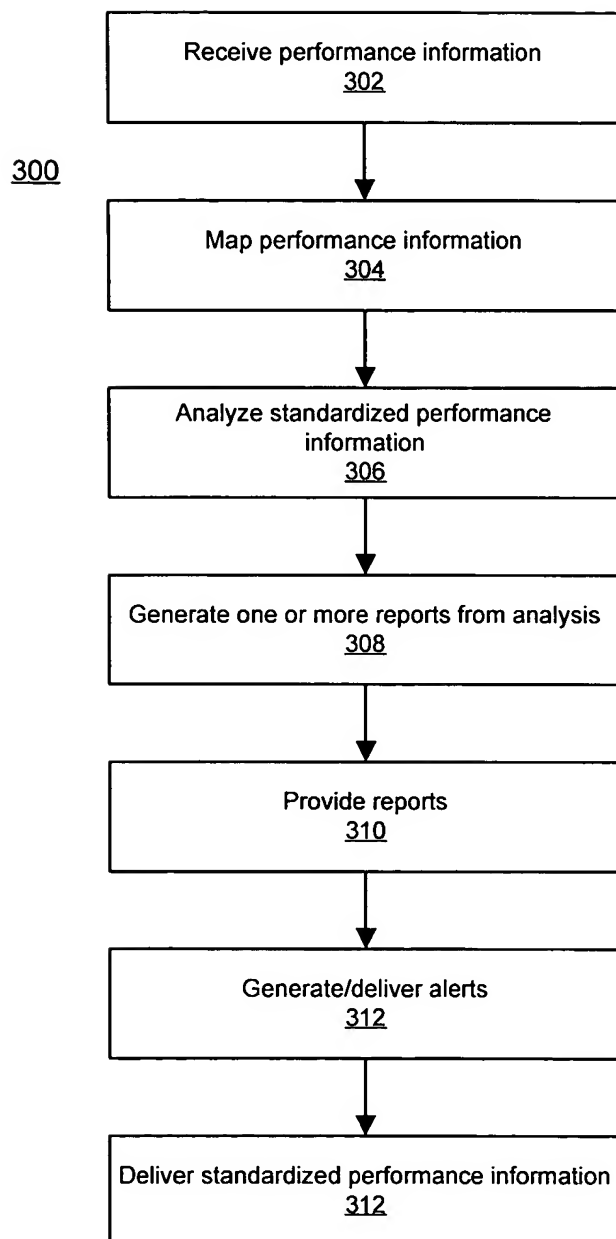 Receive performance information
302
300
Map performance information
304
Analyze standardized performance
information
306
Generate one or more reports from analysis
308
Provide reports
310
Generate/deliver alerts
312
Deliver standardized performance information
312